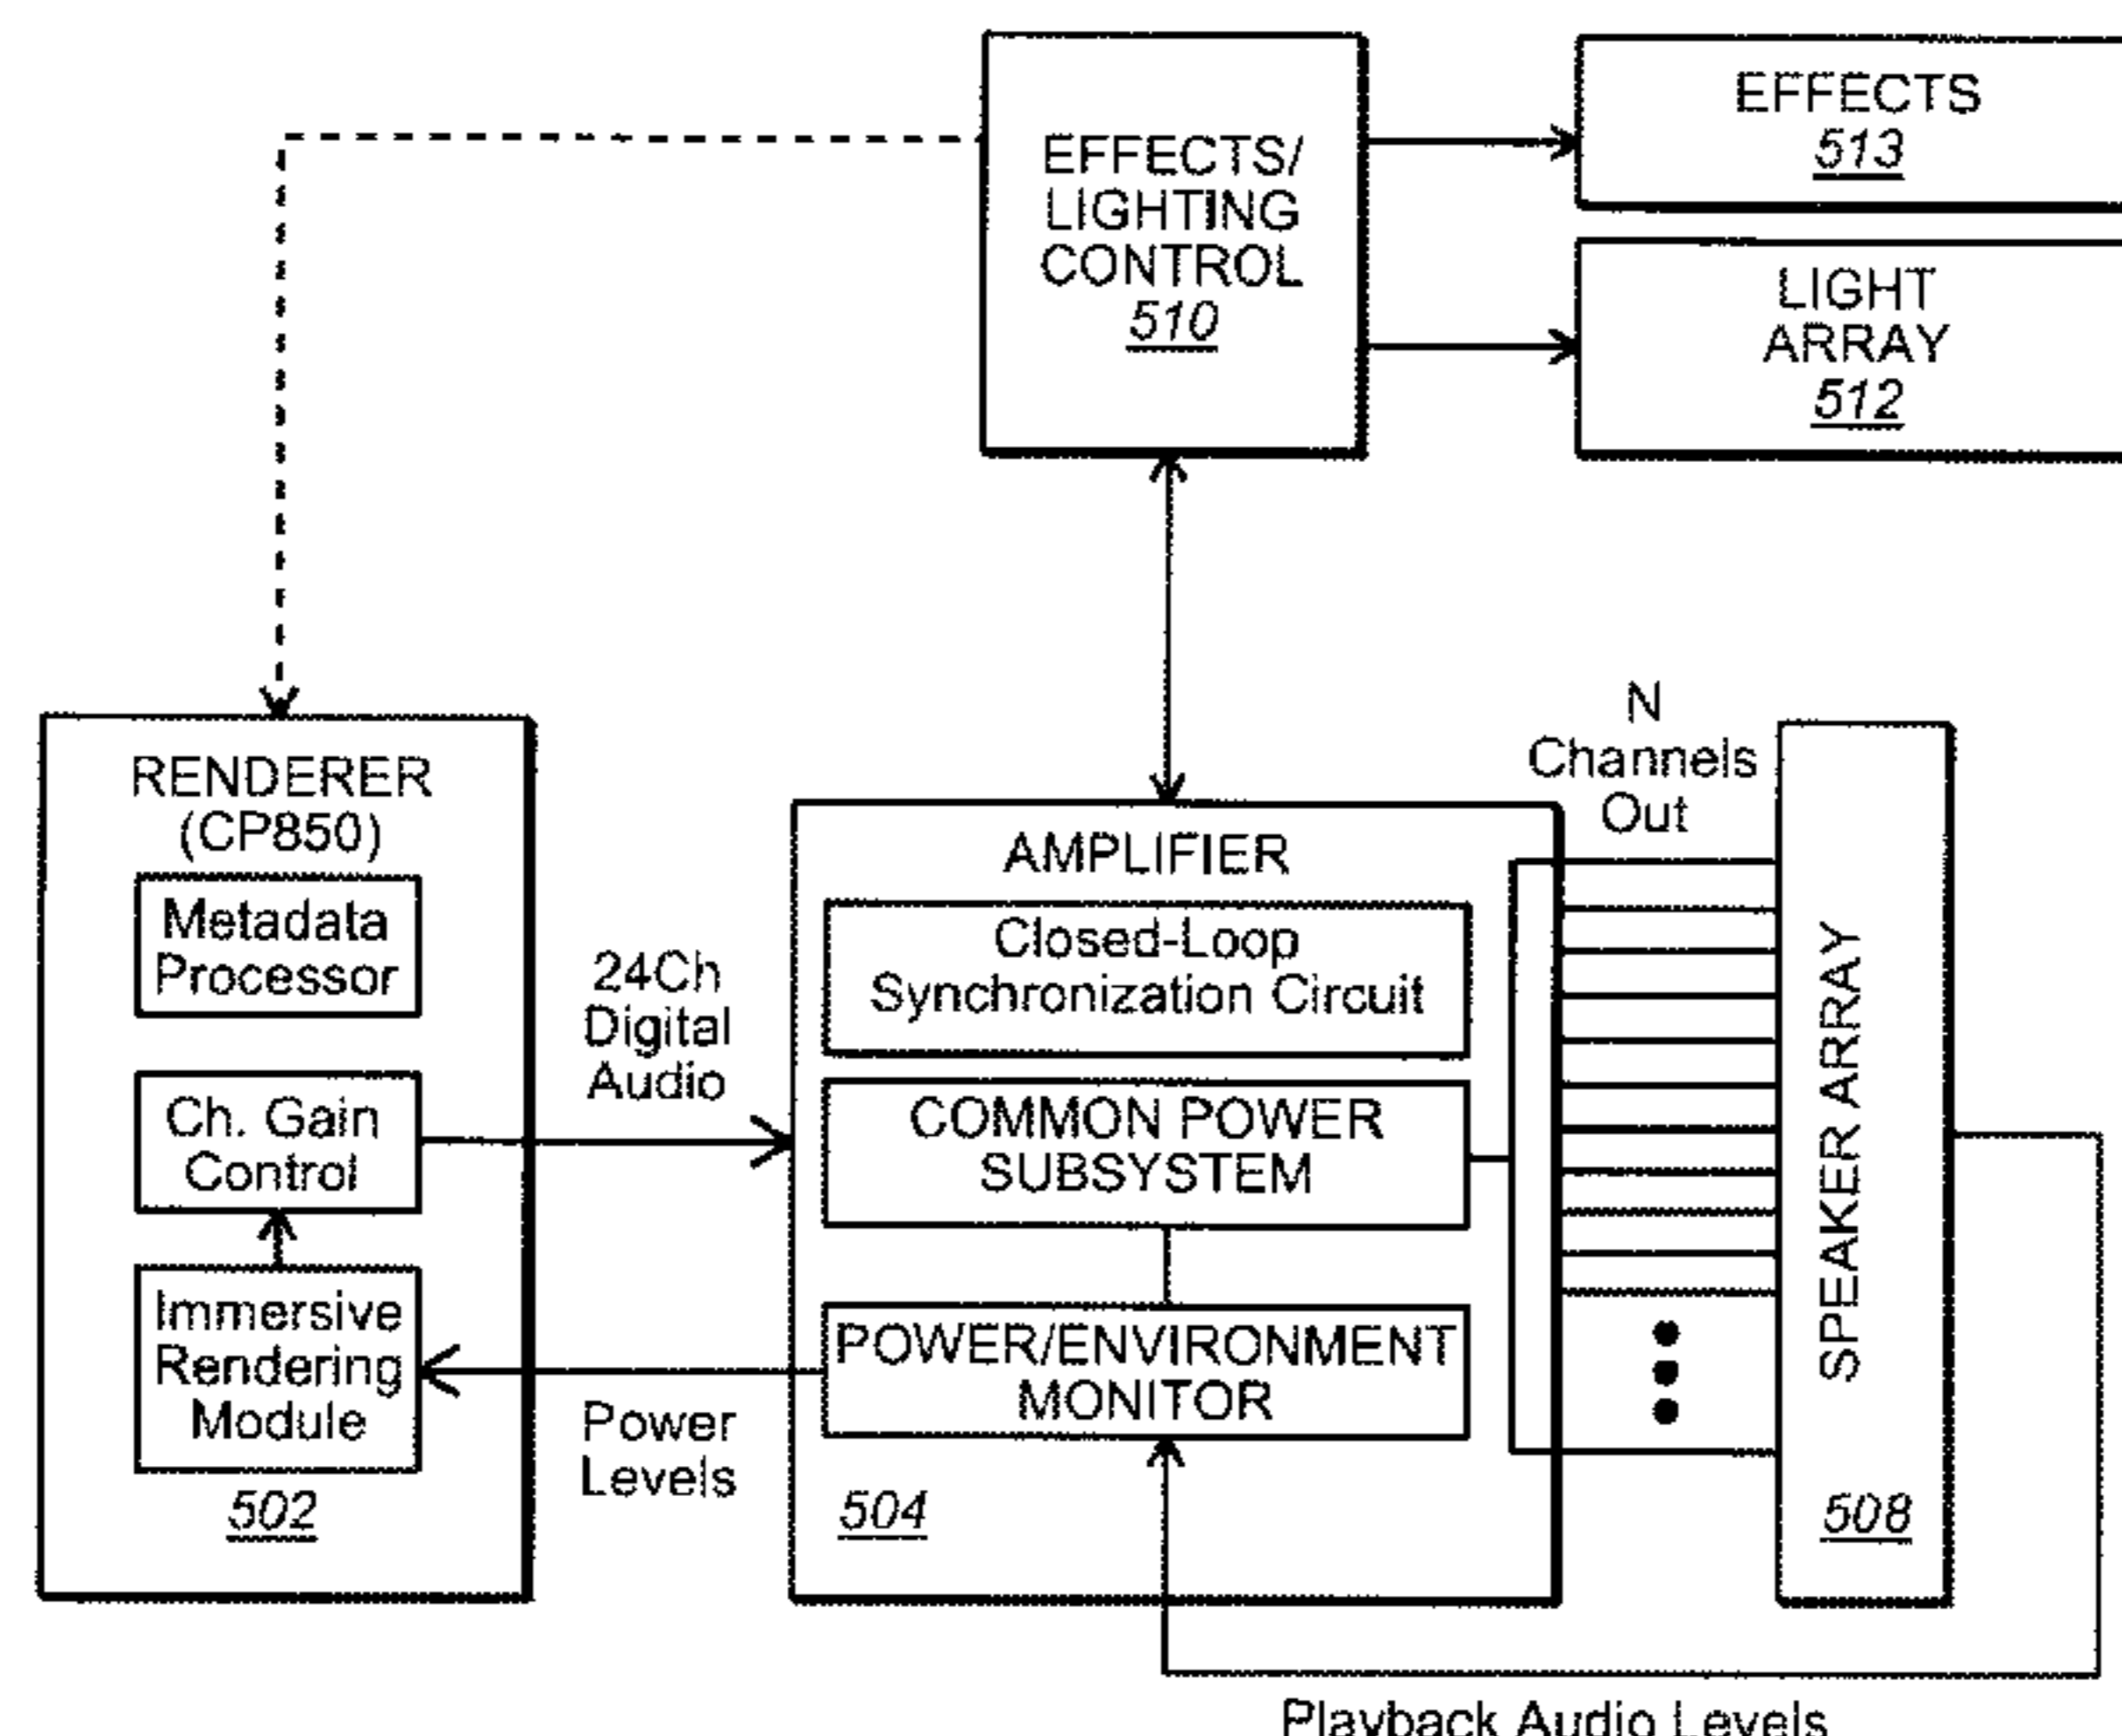 EFFECTS/
LIGHTING
CONTROL
510
EFFECTS
513
LIGHT
ARRAY
512
RENDERER
(CP850)
Metadata
Processor
Ch. Gain
Control
Immersive
Rendering
Module
502
24Ch
Digital
Audio
Power
Levels
AMPLIFIER
Closed-Loop
Synchronization Circuit
COMMON POWER
SUBSYSTEM
POWER/ENVIRONMENT
MONITOR
504
N
Channels
Out
SPEAKER ARRAY
508
Playback Audio Levels